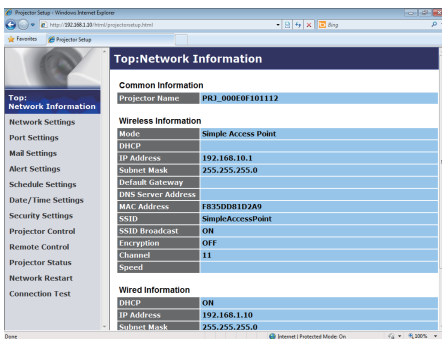 Projector Setup - Windows Internet Explorer
http://192.168.1.10/html/projectorsetup.html
Bing
Favorites Projector Setup
Top:Network Information
Common Information
Projector Name PRJ_000E0F101112
Wireless Information
Mode Simple Access Point
DHCP
IP Address 192.168.10.1
Subnet Mask 255.255.255.0
Default Gateway
DNS Server Address
MAC Address F835DD81D2A9
SSID SimpleAccessPoint
SSID Broadcast ON
Encryption OFF
Channel 11
Speed
Wired Information
DHCP ON
IP Address 192.168.1.10
Subnet Mask 255.255.255.0
Top:
Network Information
Network Settings
Port Settings
Mail Settings
Alert Settings
Schedule Settings
Date/Time Settings
Security Settings
Projector Control
Remote Control
Projector Status
Network Restart
Connection Test
Done Internet | Protected Mode: On 100%